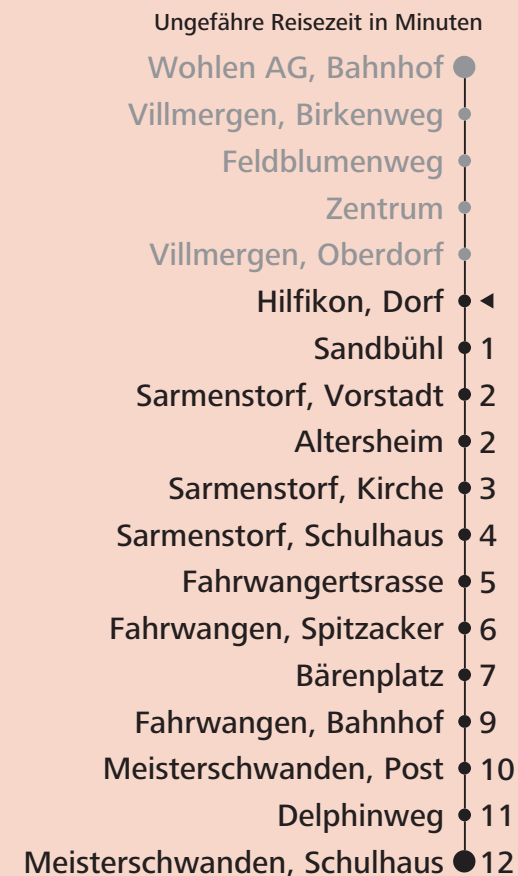 Ungefähre Reisezeit in Minuten
Wohlen AG, Bahnhof
Villmergen, Birkenweg
Feldblumenweg
Zentrum
Villmergen, Oberdorf
Hilfikon, Dorf
Sandbühl 1
Sarmenstorf, Vorstadt 2
Altersheim 2
Sarmenstorf, Kirche 3
Sarmenstorf, Schulhaus 4
Fahrwangertsrasse 5
Fahrwangen, Spitzacker 6
Bärenplatz 7
Fahrwangen, Bahnhof 9
Meisterschwanden, Post 10
Delphinweg 11
Meisterschwanden, Schulhaus 12